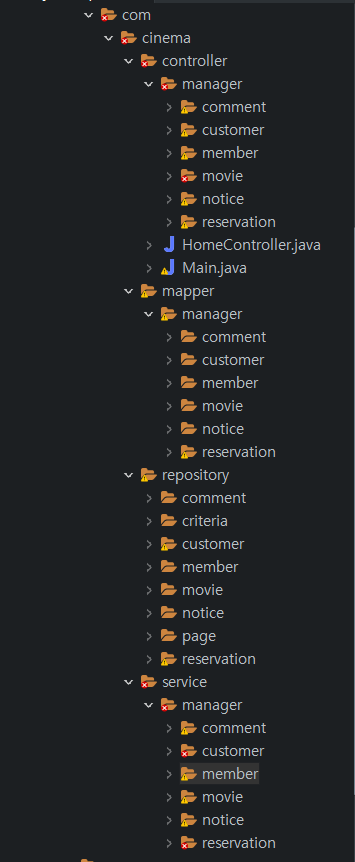 com
cinema
controller
manager
comment
customer
member
movie
notice
reservation
HomeController.java
Main.java
mapper
manager
comment
customer
member
movie
notice
reservation
repository
comment
criteria
customer
member
movie
notice
page
reservation
service
manager
comment
customer
member
movie
notice
reservation